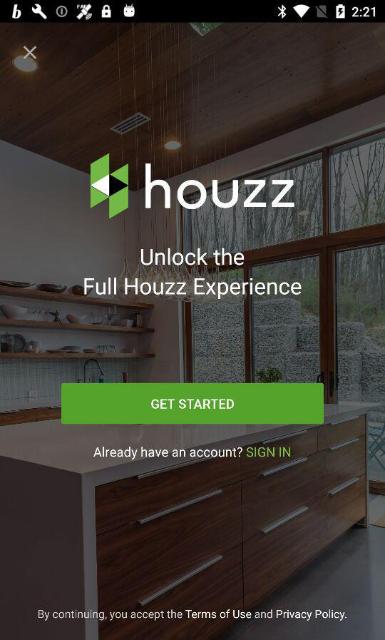 2:21
houzz
Unlock the
Full Houzz Experience
GET STARTED
Already have an account? SIGN IN
By continuing, you accept the Terms of Use and Privacy Policy.